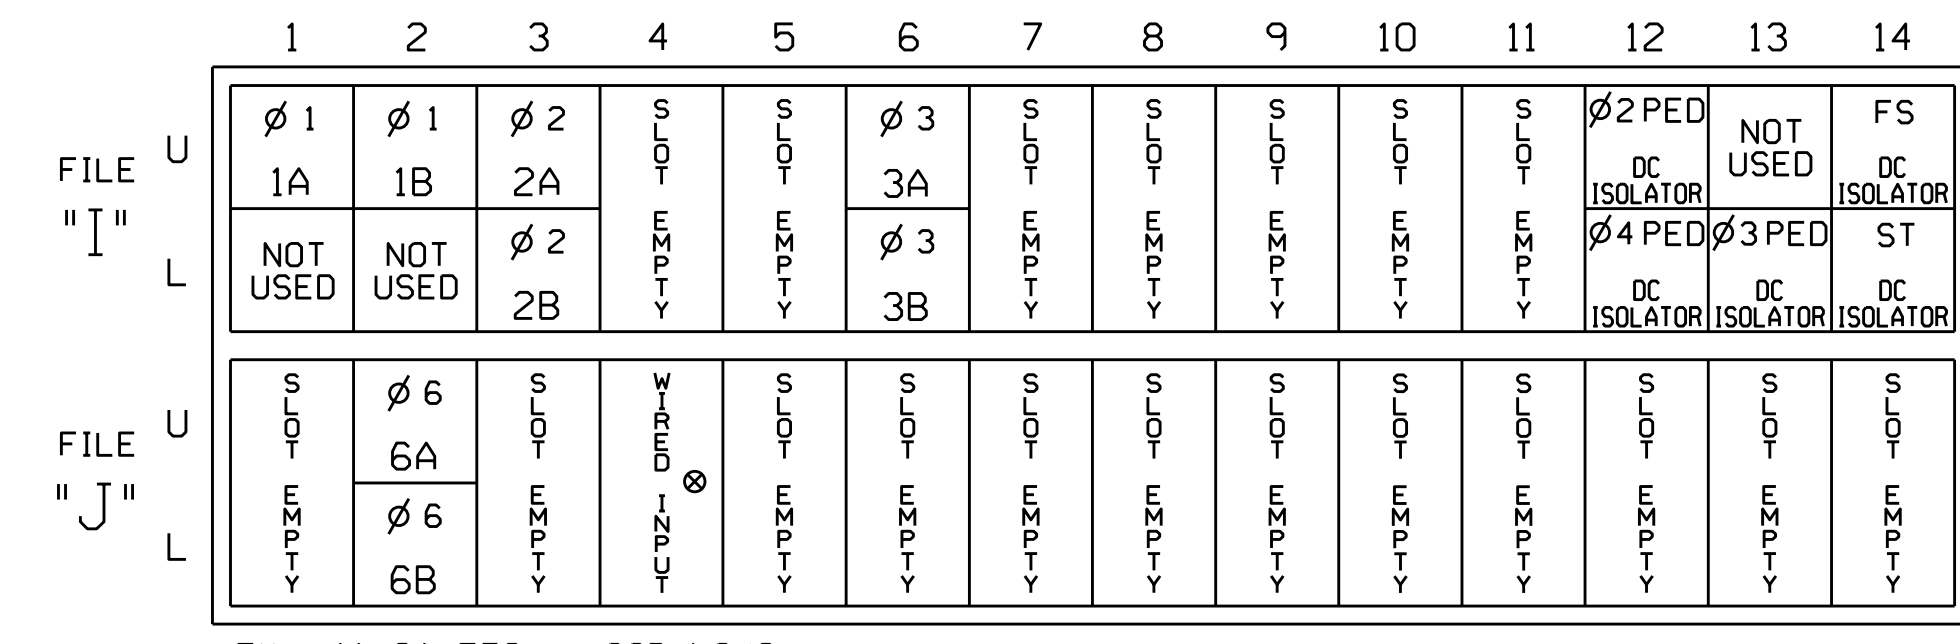 1 2 3 4 5 6 7 8 9 10 11 12 13 14
FILE "I"
U
Ø 1 1A
Ø 1 1B
Ø 2 2A
SLOT EMPTY
SLOT EMPTY
Ø 3 3A
SLOT EMPTY
SLOT EMPTY
SLOT EMPTY
SLOT EMPTY
SLOT EMPTY
Ø2 PED DC ISOLATOR
NOT USED
FS DC ISOLATOR
L
NOT USED
NOT USED
Ø 2 2B
Ø 3 3B
Ø4 PED DC ISOLATOR
Ø3 PED DC ISOLATOR
ST DC ISOLATOR
FILE "J"
U
SLOT EMPTY
Ø 6 6A
SLOT EMPTY
WIRED INPUT ⊗
SLOT EMPTY
SLOT EMPTY
SLOT EMPTY
SLOT EMPTY
SLOT EMPTY
SLOT EMPTY
SLOT EMPTY
SLOT EMPTY
SLOT EMPTY
SLOT EMPTY
L
Ø 6 6B